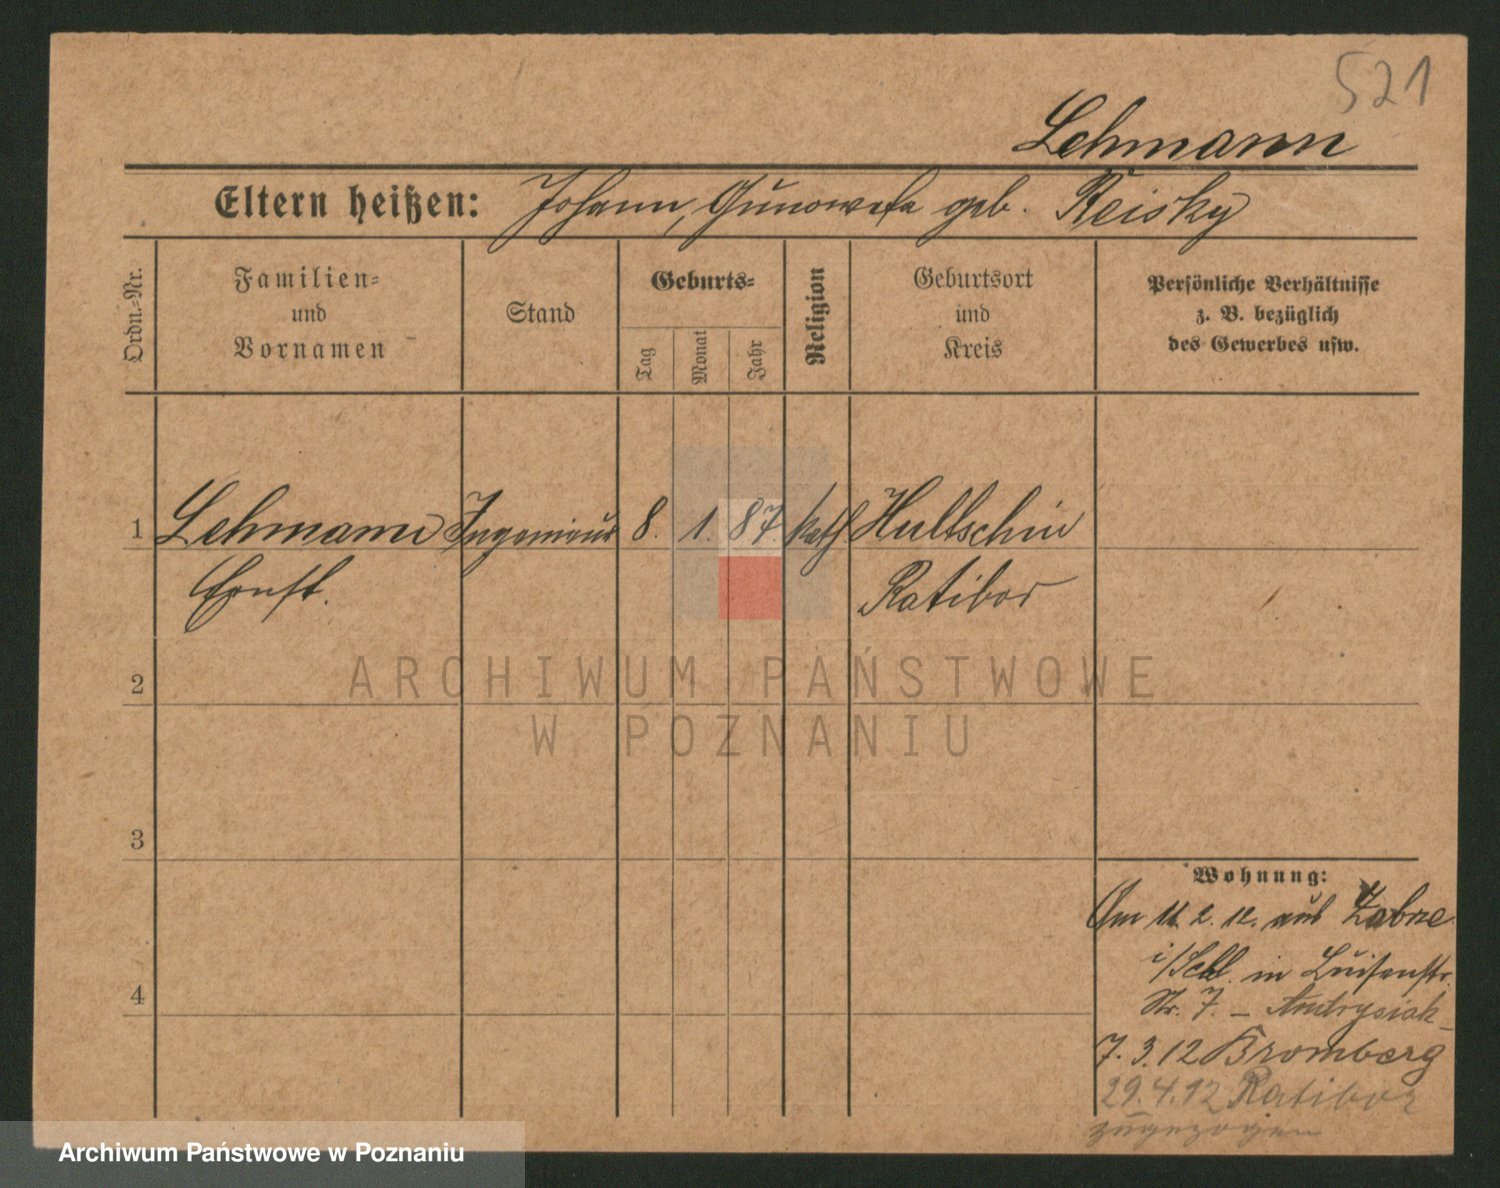 521
Lehmann
Eltern heißen: Johann, Gunowefa geb. Reisky
Ordn.-Nr.
Familien-
und
Vornamen
Stand
Geburts-
Tag
Monat
Jahr
Religion
Geburtsort
und
Kreis
Persönliche Verhältnisse
z. B. bezüglich
des Gewerbes usw.
1 Lehmann Ingenieur 8. 1. 87. kath Hultschin
Ernst. Ratibor
ARCHIWUM PAŃSTWOWE
W POZNANIU
2
3
4
Wohnung:
Am 11. 2. 12. aus Zabrze
i/Schl. in Luisenstr.
Nr. 7. – Andrysiak –
7. 3. 12 Bromberg
29. 4. 12 Ratibor
zugezogen
Archiwum Państwowe w Poznaniu